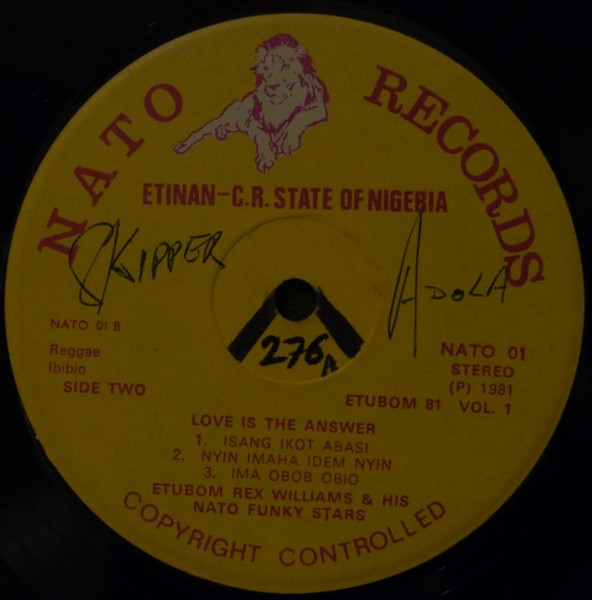 NATO RECORDS
ETINAN-C.R. STATE OF NIGERIA
SKIPPER
ADOLA
276A
NATO 01 B
Reggae
Ibibio
SIDE TWO
NATO 01
STEREO
(P) 1981
ETUBOM 81 VOL. 1
LOVE IS THE ANSWER
1. ISANG IKOT ABASI
2. NYIN IMAHA IDEM NYIN
3. IMA OBOB OBIO
ETUBOM REX WILLIAMS & HIS
NATO FUNKY STARS
COPYRIGHT CONTROLLED